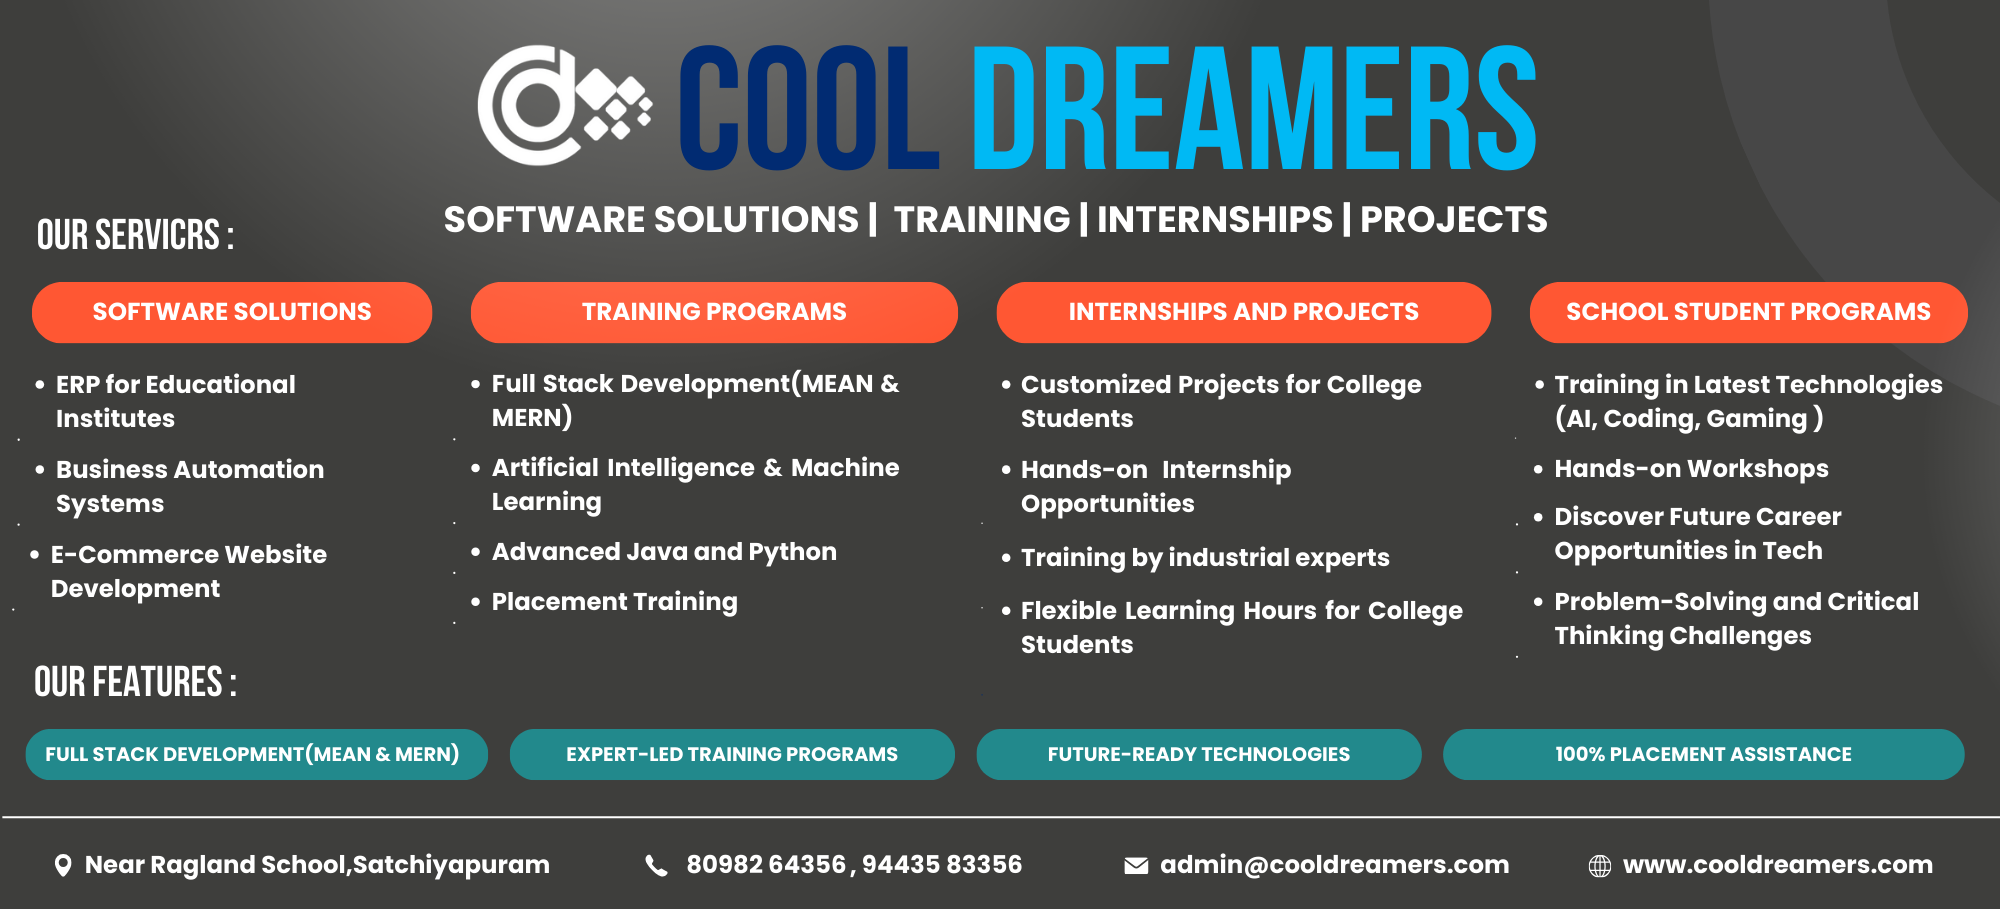 COOL DREAMERS
SOFTWARE SOLUTIONS | TRAINING | INTERNSHIPS | PROJECTS
OUR SERVICRS :
SOFTWARE SOLUTIONS
ERP for Educational
Institutes
Business Automation
Systems
E-Commerce Website
Development
TRAINING PROGRAMS
Full Stack Development(MEAN &
MERN)
Artificial Intelligence & Machine
Learning
Advanced Java and Python
Placement Training
INTERNSHIPS AND PROJECTS
Customized Projects for College
Students
Hands-on Internship
Opportunities
Training by industrial experts
Flexible Learning Hours for College
Students
SCHOOL STUDENT PROGRAMS
Training in Latest Technologies
(AI, Coding, Gaming )
Hands-on Workshops
Discover Future Career
Opportunities in Tech
Problem-Solving and Critical
Thinking Challenges
OUR FEATURES :
FULL STACK DEVELOPMENT(MEAN & MERN)
EXPERT-LED TRAINING PROGRAMS
FUTURE-READY TECHNOLOGIES
100% PLACEMENT ASSISTANCE
Near Ragland School,Satchiyapuram
80982 64356 , 94435 83356
admin@cooldreamers.com
www.cooldreamers.com